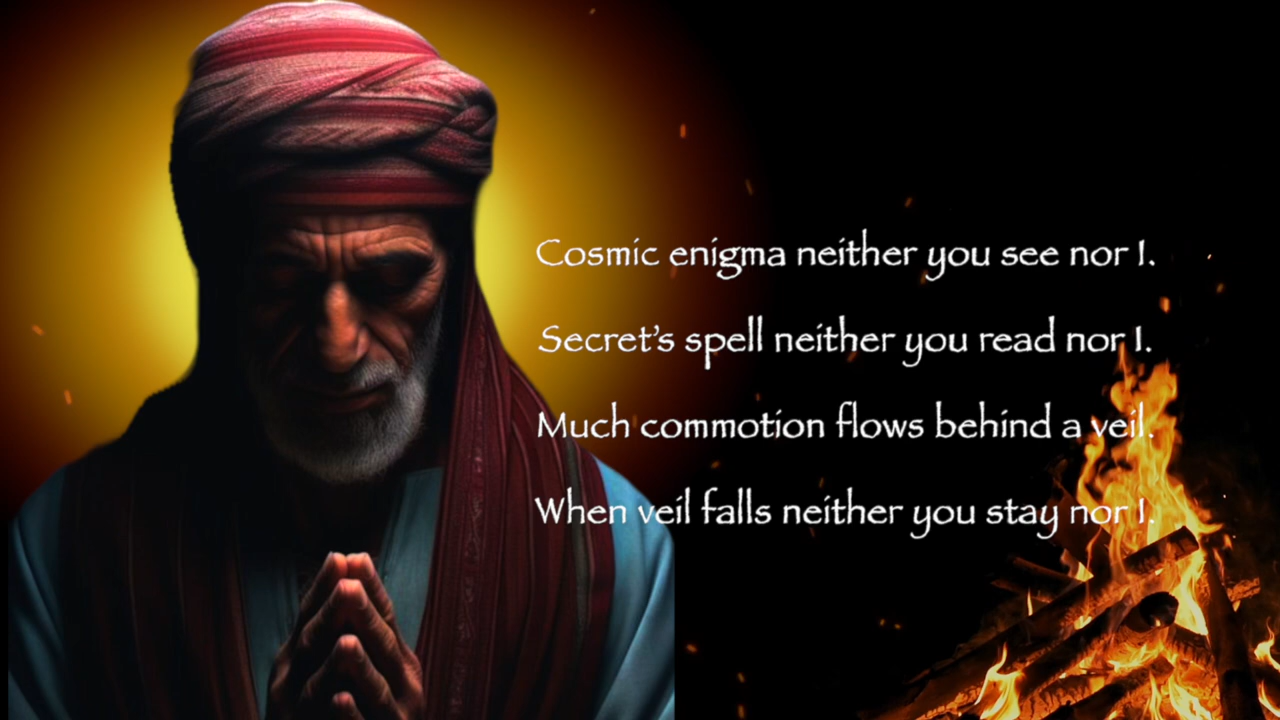 Cosmic enigma neither you see nor I.
Secret’s spell neither you read nor I.
Much commotion flows behind a veil.
When veil falls neither you stay nor I.